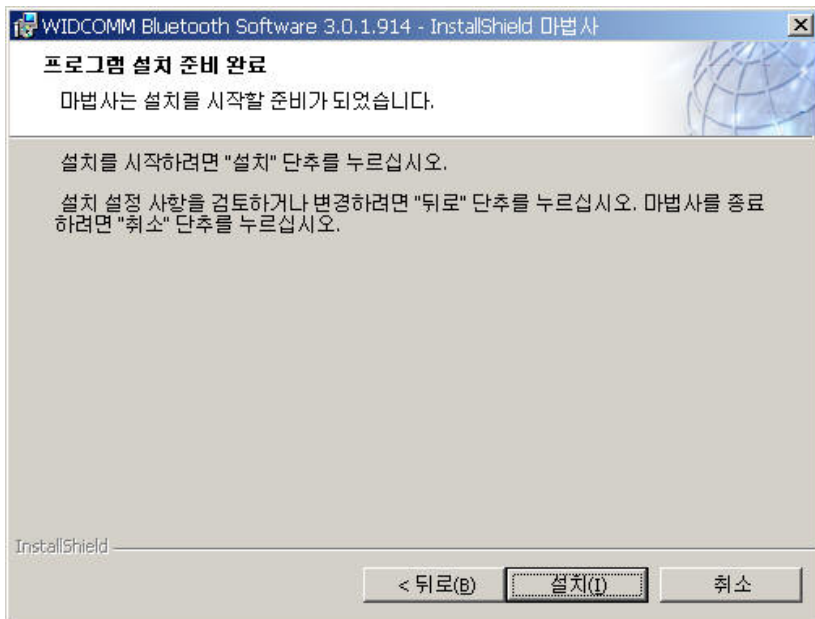 WIDCOMM Bluetooth Software 3.0.1.914 - InstallShield 마법사
프로그램 설치 준비 완료
마법사는 설치를 시작할 준비가 되었습니다.
설치를 시작하려면 "설치" 단추를 누르십시오.
설치 설정 사항을 검토하거나 변경하려면 "뒤로" 단추를 누르십시오. 마법사를 종료
하려면 "취소" 단추를 누르십시오.
InstallShield
< 뒤로(B) 설치(I) 취소